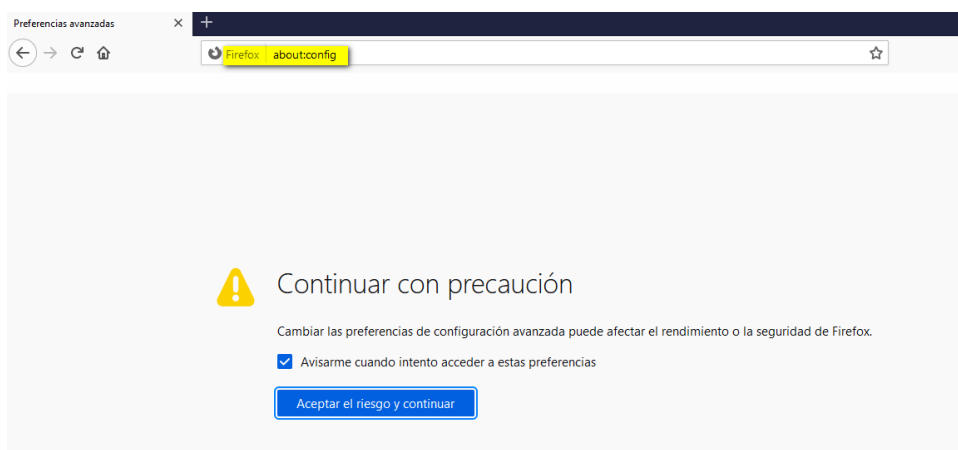 Preferencias avanzadas
Firefox about:config
Continuar con precaución
Cambiar las preferencias de configuración avanzada puede afectar el rendimiento o la seguridad de Firefox.
Avisarme cuando intento acceder a estas preferencias
Aceptar el riesgo y continuar